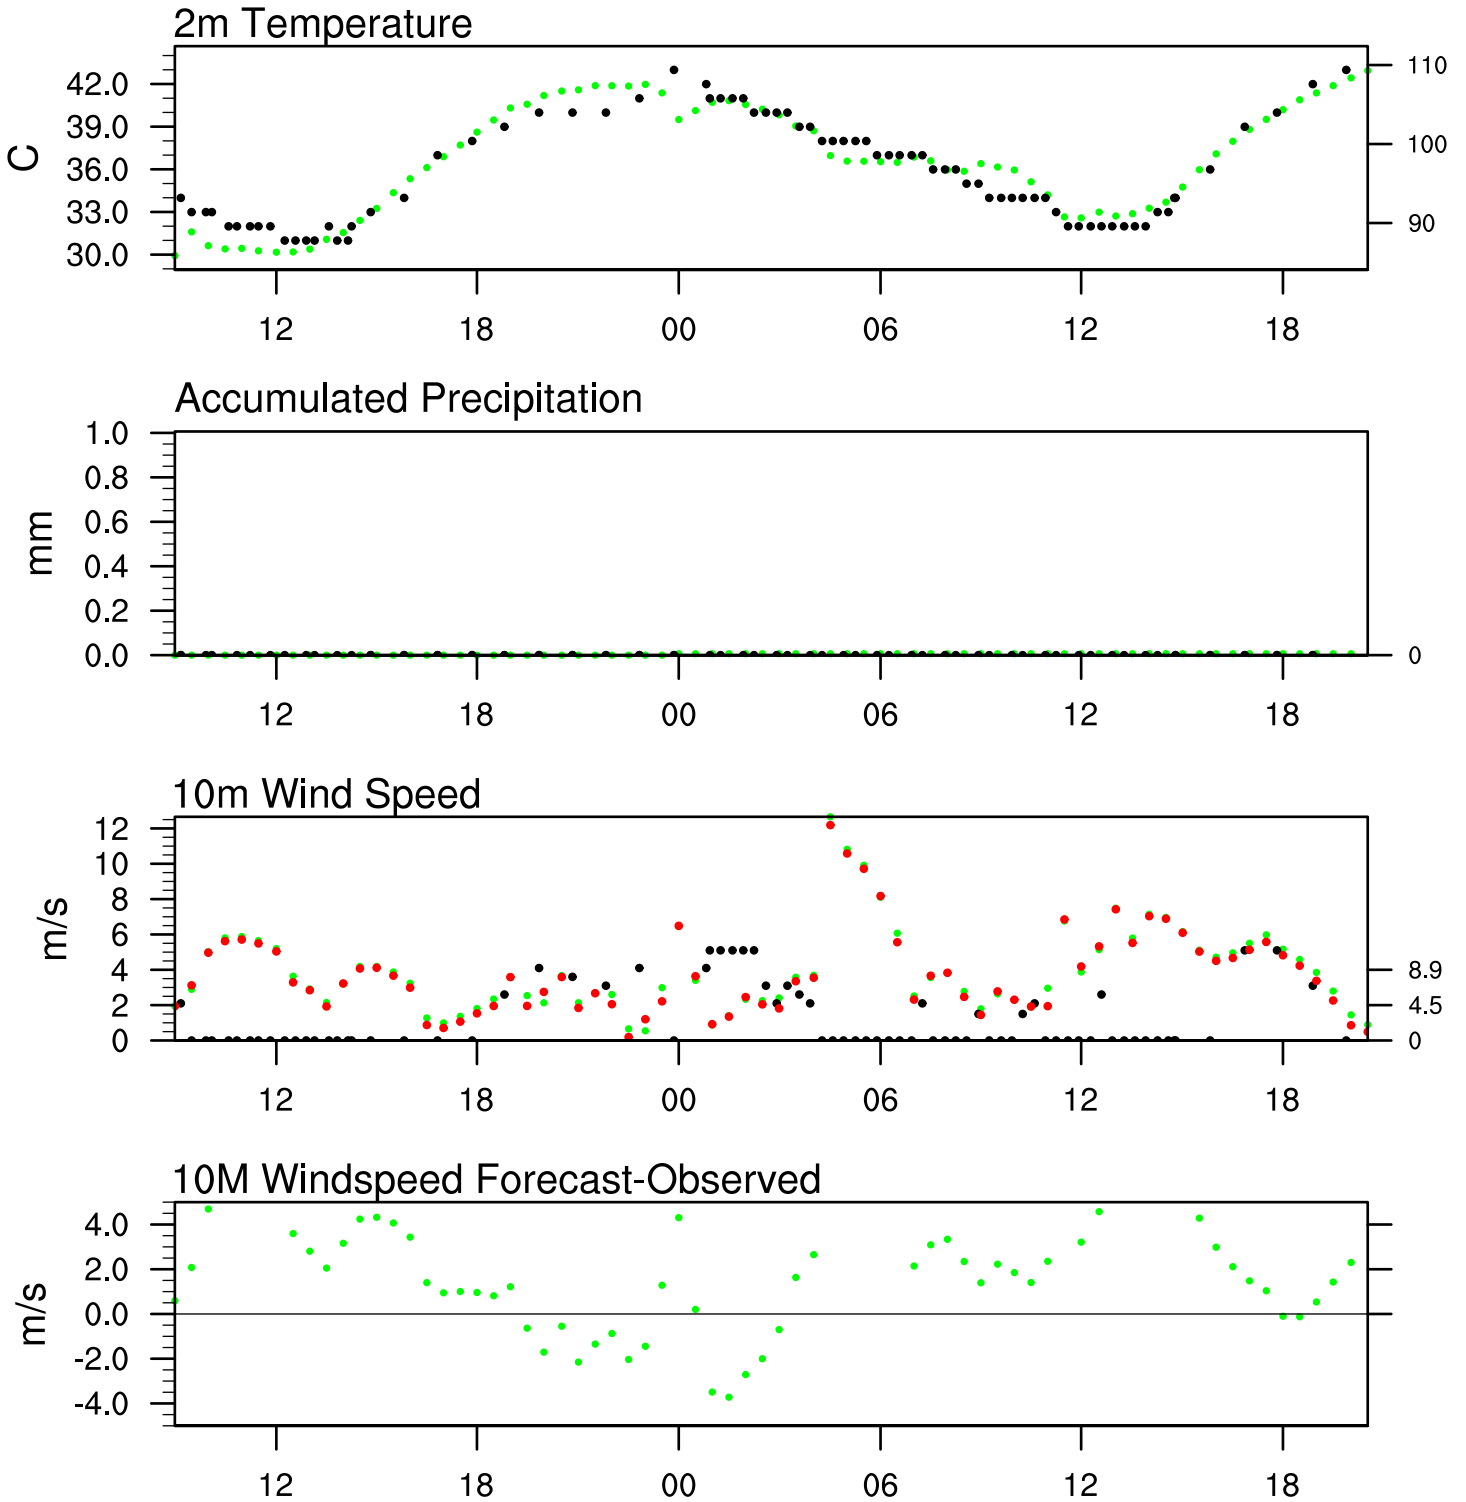 2m Temperature
42.0
39.0
36.0
33.0
30.0
C
110
100
90
12 18 00 06 12 18
Accumulated Precipitation
1.0
0.8
0.6
0.4
0.2
0.0
mm
0
12 18 00 06 12 18
10m Wind Speed
12
10
8
6
4
2
0
m/s
8.9
4.5
0
12 18 00 06 12 18
10M Windspeed Forecast-Observed
4.0
2.0
0.0
-2.0
-4.0
m/s
12 18 00 06 12 18